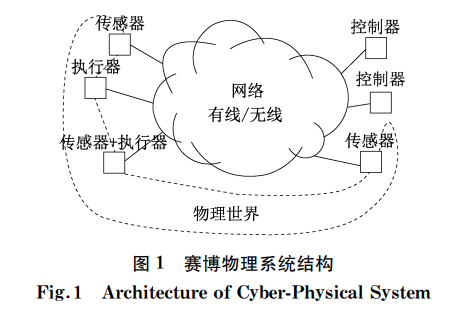 传感器
控制器
执行器
网络
有线/无线
控制器
传感器+执行器
传感器
物理世界
图 1 赛博物理系统结构
Fig. 1 Architecture of Cyber-Physical System